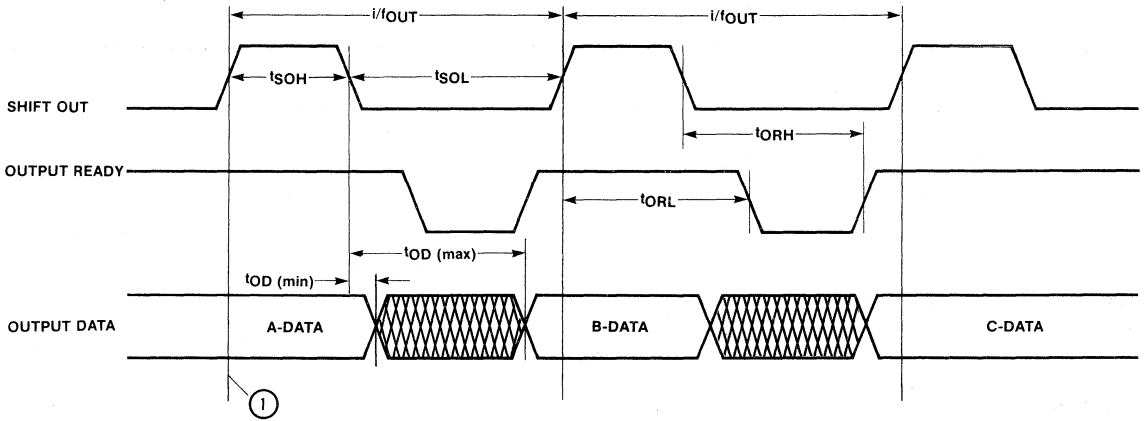 i/fOUT i/fOUT
tSOH tSOL
SHIFT OUT
tORH
OUTPUT READY
tORL
tOD (max)
tOD (min)
OUTPUT DATA A-DATA B-DATA C-DATA
1